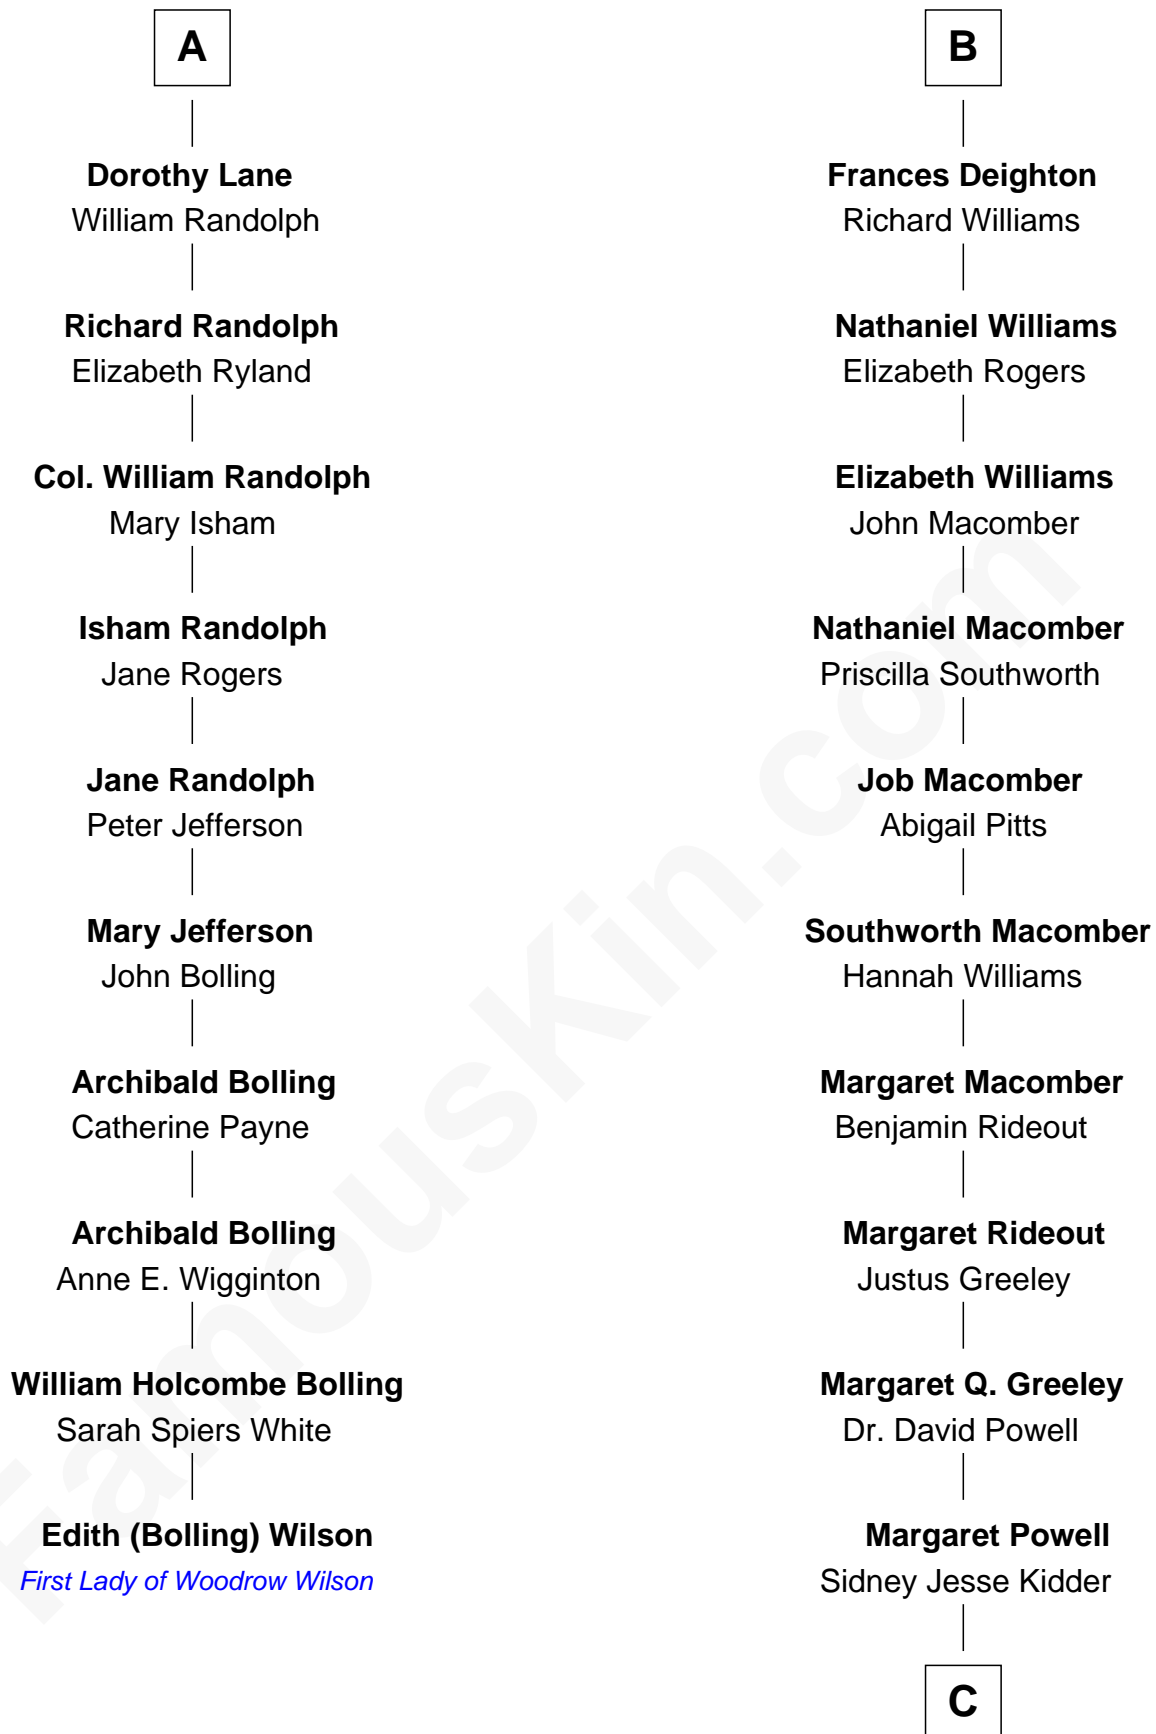 A
Dorothy Lane
William Randolph
Richard Randolph
Elizabeth Ryland
Col. William Randolph
Mary Isham
Isham Randolph
Jane Rogers
Jane Randolph
Peter Jefferson
Mary Jefferson
John Bolling
Archibald Bolling
Catherine Payne
Archibald Bolling
Anne E. Wigginton
William Holcombe Bolling
Sarah Spiers White
Edith (Bolling) Wilson
First Lady of Woodrow Wilson
B
Frances Deighton
Richard Williams
Nathaniel Williams
Elizabeth Rogers
Elizabeth Williams
John Macomber
Nathaniel Macomber
Priscilla Southworth
Job Macomber
Abigail Pitts
Southworth Macomber
Hannah Williams
Margaret Macomber
Benjamin Rideout
Margaret Rideout
Justus Greeley
Margaret Q. Greeley
Dr. David Powell
Margaret Powell
Sidney Jesse Kidder
C
FamousKin.com